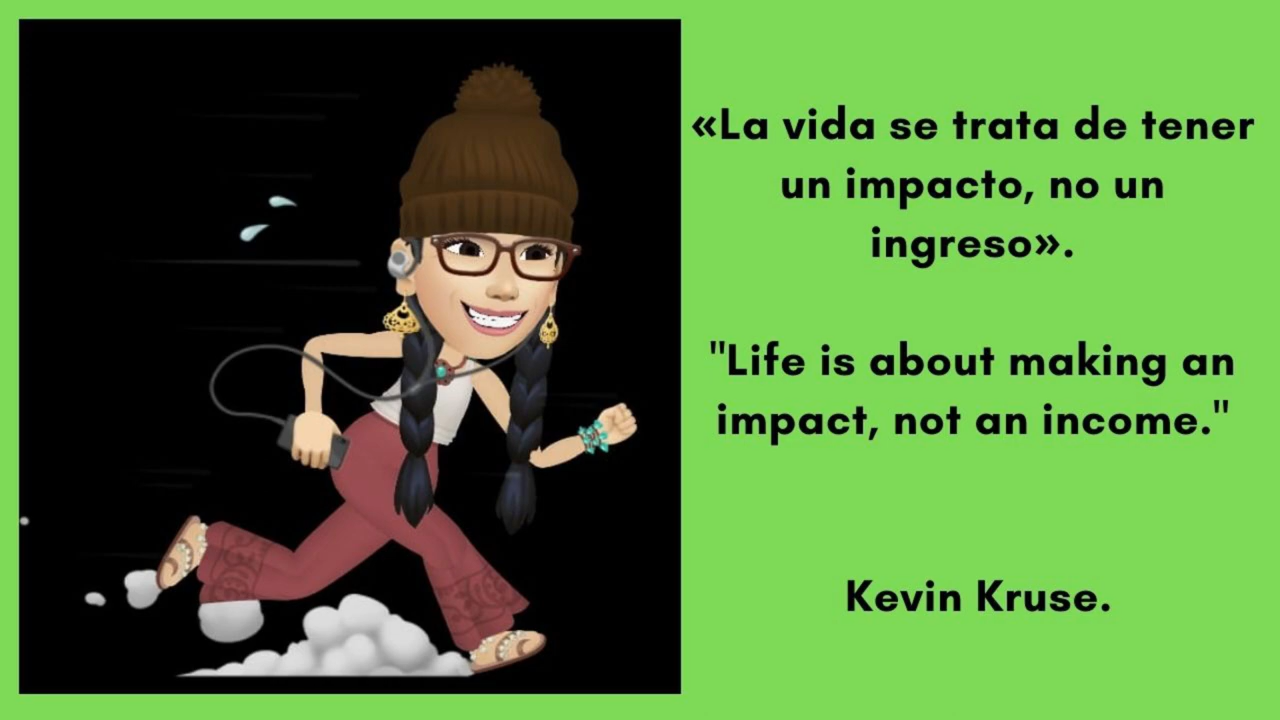 «La vida se trata de tener
un impacto, no un
ingreso».
"Life is about making an
impact, not an income."
Kevin Kruse.